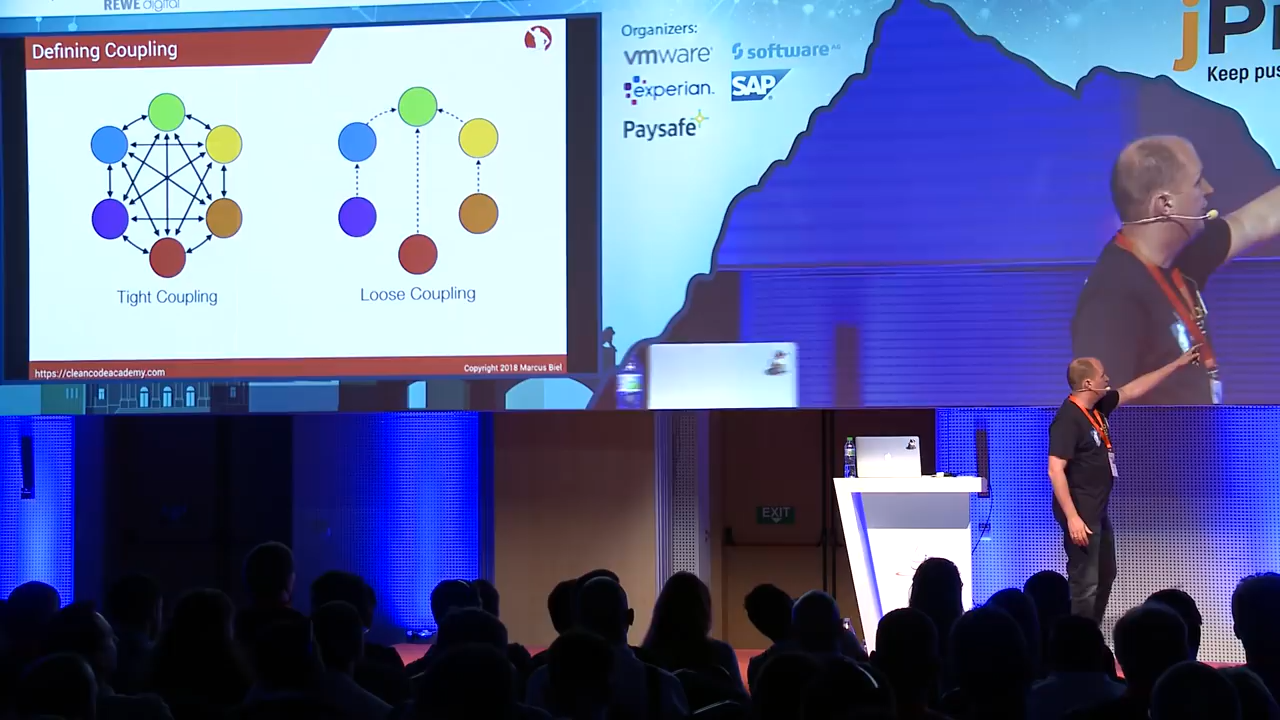 REWE digital
Defining Coupling
Tight Coupling
Loose Coupling
https://cleancodeacademy.com
Copyright 2018 Marcus Biel
Organizers:
vmware
software AG
experian.
SAP
Paysafe
Keep pus
EXIT